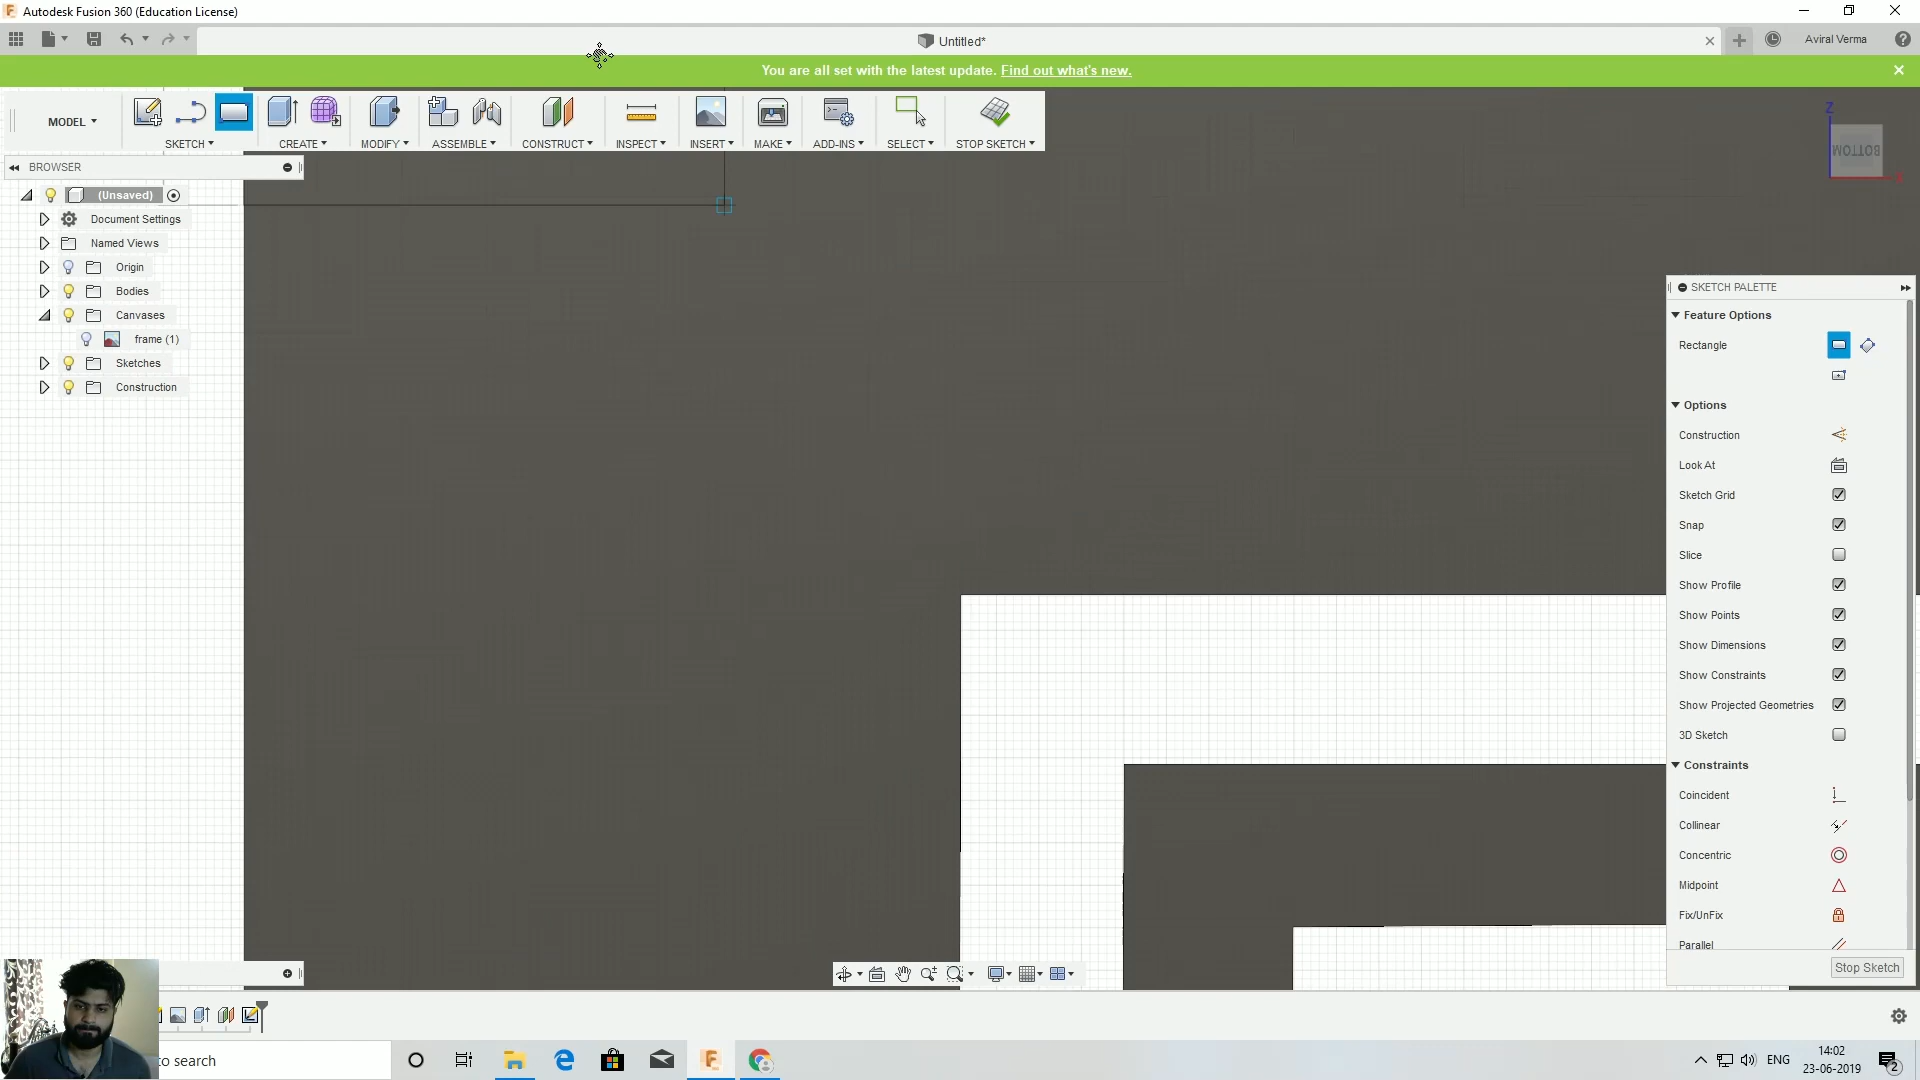 Autodesk Fusion 360 (Education License)
Untitled*
Aviral Verma
You are all set with the latest update. Find out what's new.
MODEL
SKETCH
CREATE
MODIFY
ASSEMBLE
CONSTRUCT
INSPECT
INSERT
MAKE
ADD-INS
SELECT
STOP SKETCH
Z
BOTTOM
X
BROWSER
(Unsaved)
Document Settings
Named Views
Origin
Bodies
Canvases
frame (1)
Sketches
Construction
SKETCH PALETTE
Feature Options
Rectangle
Options
Construction
Look At
Sketch Grid
Snap
Slice
Show Profile
Show Points
Show Dimensions
Show Constraints
Show Projected Geometries
3D Sketch
Constraints
Coincident
Collinear
Concentric
Midpoint
Fix/UnFix
Parallel
Stop Sketch
to search
ENG
14:02
23-06-2019
2